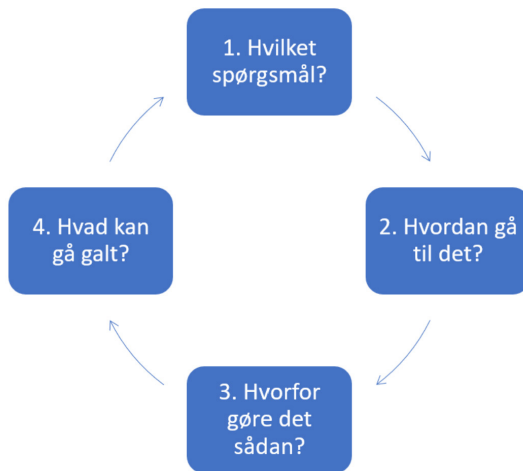 1. Hvilket
spørgsmål?
2. Hvordan gå
til det?
3. Hvorfor
gøre det
sådan?
4. Hvad kan
gå galt?